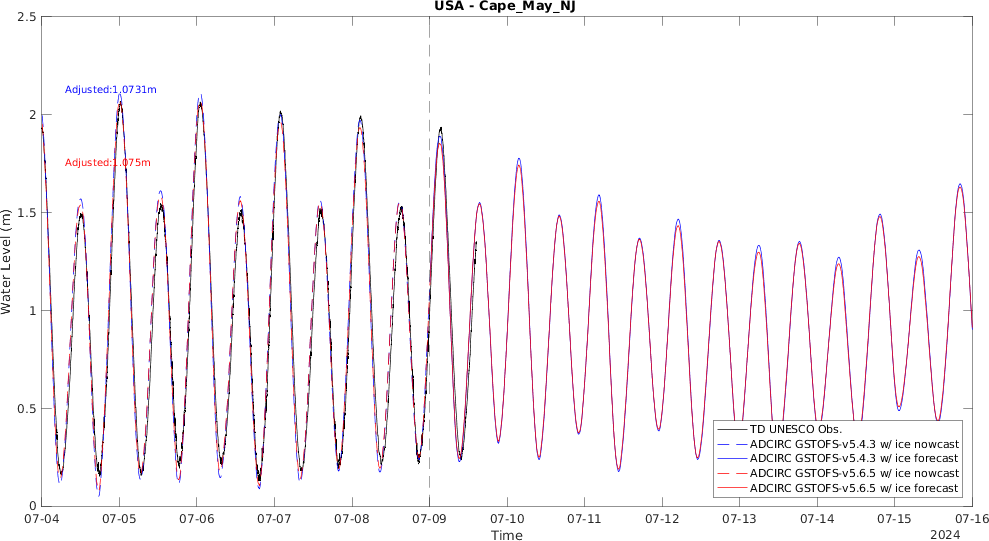 USA - Cape_May_NJ
Adjusted:1.0731m
Adjusted:1.075m
Water Level (m)
2.5
2
1.5
1
0.5
0
07-04 07-05 07-06 07-07 07-08 07-09 07-10 07-11 07-12 07-13 07-14 07-15 07-16
Time
2024
TD UNESCO Obs.
ADCIRC GSTOFS-v5.4.3 w/ ice nowcast
ADCIRC GSTOFS-v5.4.3 w/ ice forecast
ADCIRC GSTOFS-v5.6.5 w/ ice nowcast
ADCIRC GSTOFS-v5.6.5 w/ ice forecast